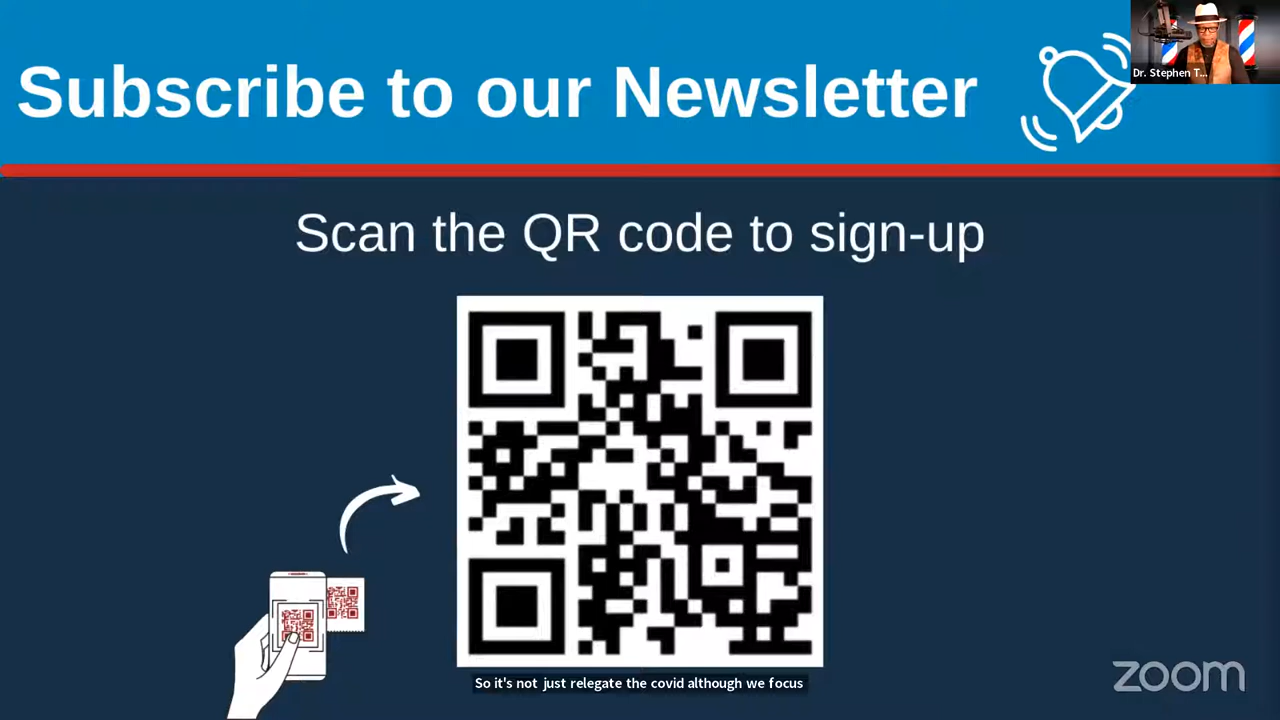 Subscribe to our Newsletter
Dr. Stephen T...
Scan the QR code to sign-up
So it's not just relegate the covid although we focus
zoom